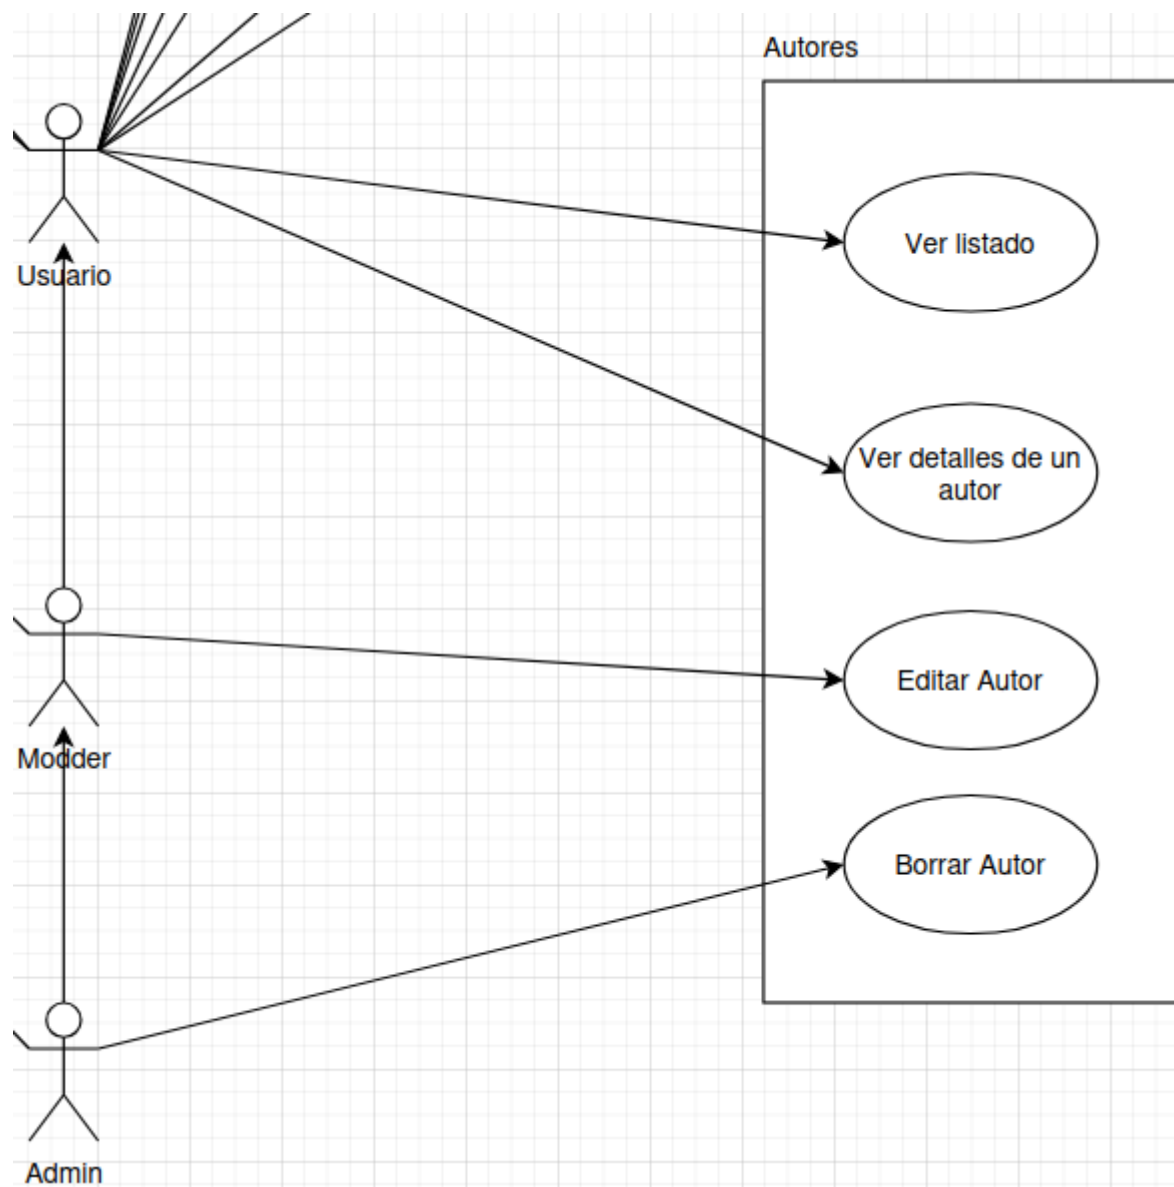 Autores
Usuario
Ver listado
Ver detalles de un
autor
Modder
Editar Autor
Borrar Autor
Admin